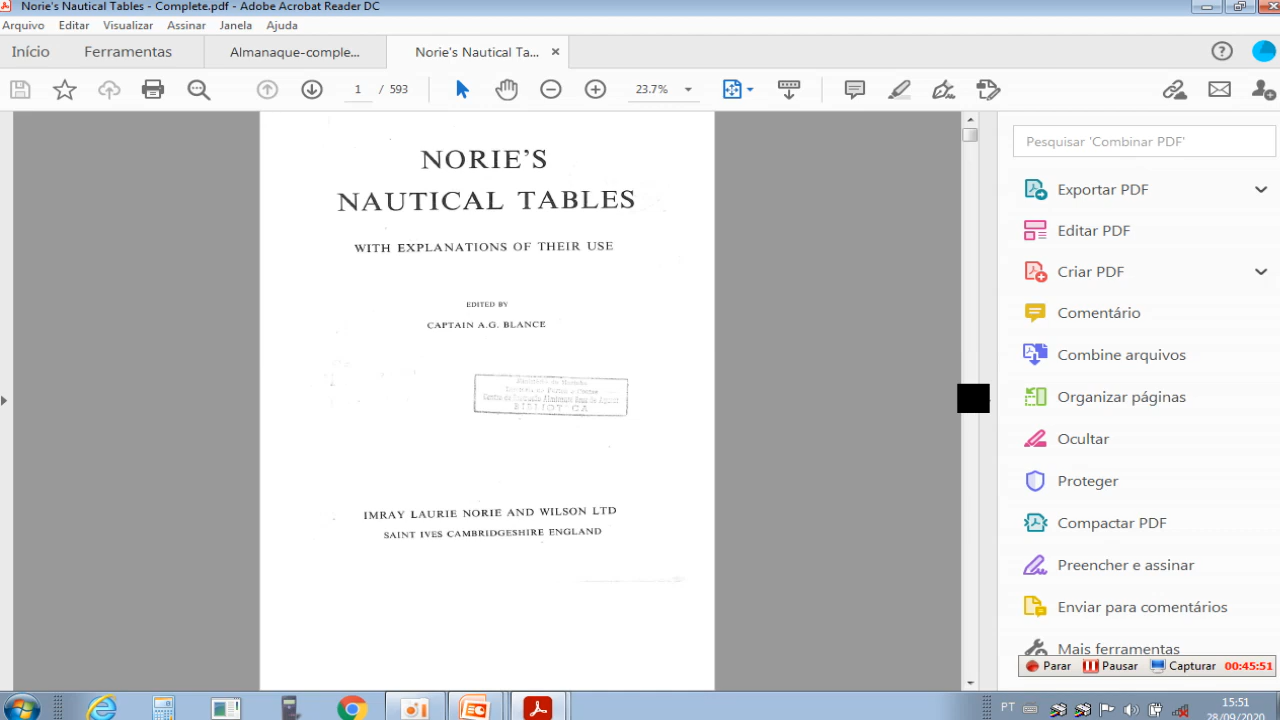 Norie's Nautical Tables - Complete.pdf - Adobe Acrobat Reader DC
Arquivo Editar Visualizar Assinar Janela Ajuda
Início Ferramentas Almanaque-comple... Norie's Nautical Ta... ×
1 / 593 23.7%
NORIE'S
NAUTICAL TABLES
WITH EXPLANATIONS OF THEIR USE
EDITED BY
CAPTAIN A.G. BLANCE
IMRAY LAURIE NORIE AND WILSON LTD
SAINT IVES CAMBRIDGESHIRE ENGLAND
Pesquisar 'Combinar PDF'
Exportar PDF
Editar PDF
Criar PDF
Comentário
Combine arquivos
Organizar páginas
Ocultar
Proteger
Compactar PDF
Preencher e assinar
Enviar para comentários
Mais ferramentas
Parar Pausar Capturar 00:45:51
PT 15:51
28/09/2020